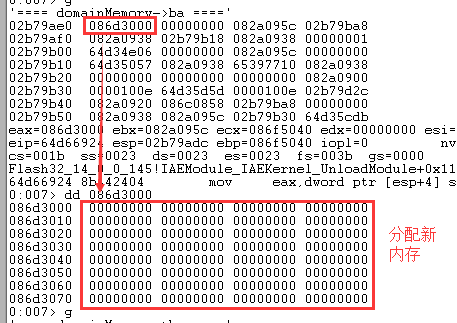 0:007> g
'==== domainMemory->ba ===='
02b79ae0 086d3000 00000000 082a095c 02b79ba8
02b79af0 082a0938 02b79b18 082a0938 00000000
02b79b00 64d34e06 00000000 082a095c 00000000
02b79b10 64d35057 082a0938 65397710 082a0938
02b79b20 00000000 00000000 00000000 082a0900
02b79b30 0000100e 64d35d5d 0000100e 02b79d2c
02b79b40 082a0920 086c0858 02b79ba8 00000000
02b79b50 082a0938 082a095c 02b79b30 64d35cdb
eax=086d3000 ebx=082a095c ecx=086f5040 edx=00000000 esi=
eip=64d66924 esp=02b79adc ebp=02b79ba8 iopl=0 nv
cs=001b ss=0023 ds=0023 es=0023 fs=003b gs=0000
Flash32_14_0_0_145!IAEModule_IAEKernel_UnloadModule+0x11
64d66924 8b442404 mov eax,dword ptr [esp+4] s
0:007> dd 086d3000
086d3000 00000000 00000000 00000000 00000000
086d3010 00000000 00000000 00000000 00000000
086d3020 00000000 00000000 00000000 00000000
086d3030 00000000 00000000 00000000 00000000
086d3040 00000000 00000000 00000000 00000000
086d3050 00000000 00000000 00000000 00000000
086d3060 00000000 00000000 00000000 00000000
086d3070 00000000 00000000 00000000 00000000
0:007> g
分配新
内存